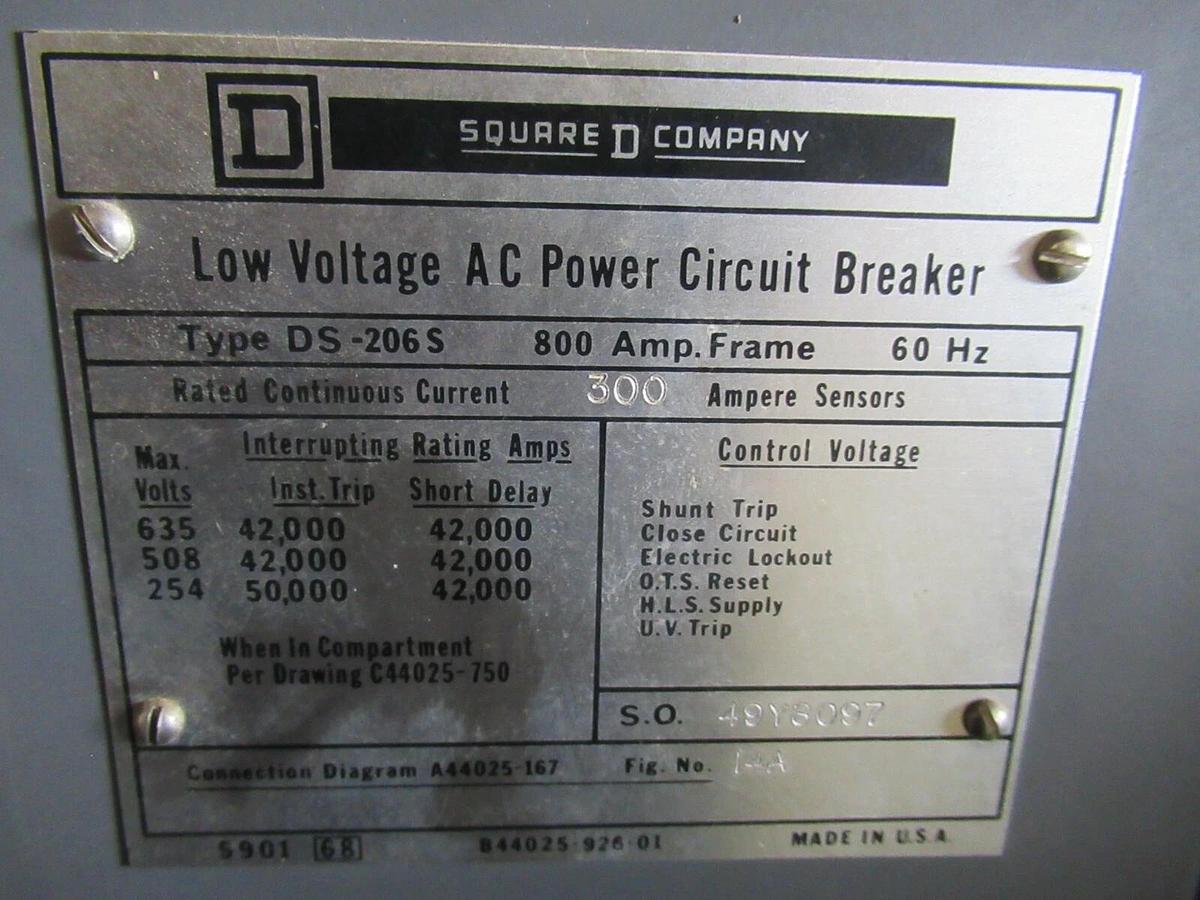 D SQUARE D COMPANY
Low Voltage AC Power Circuit Breaker
Type DS-206S 800 Amp. Frame 60 Hz
Rated Continuous Current 300 Ampere Sensors
Interrupting Rating Amps
Max.
Volts Inst. Trip Short Delay
635 42,000 42,000
508 42,000 42,000
254 50,000 42,000
When In Compartment
Per Drawing C44025-750
Control Voltage
Shunt Trip
Close Circuit
Electric Lockout
O.T.S. Reset
H.L.S. Supply
U.V. Trip
S.O.
Connection Diagram A44025-167 Fig. No.
5901 68 B44025-926-01 MADE IN U.S.A.